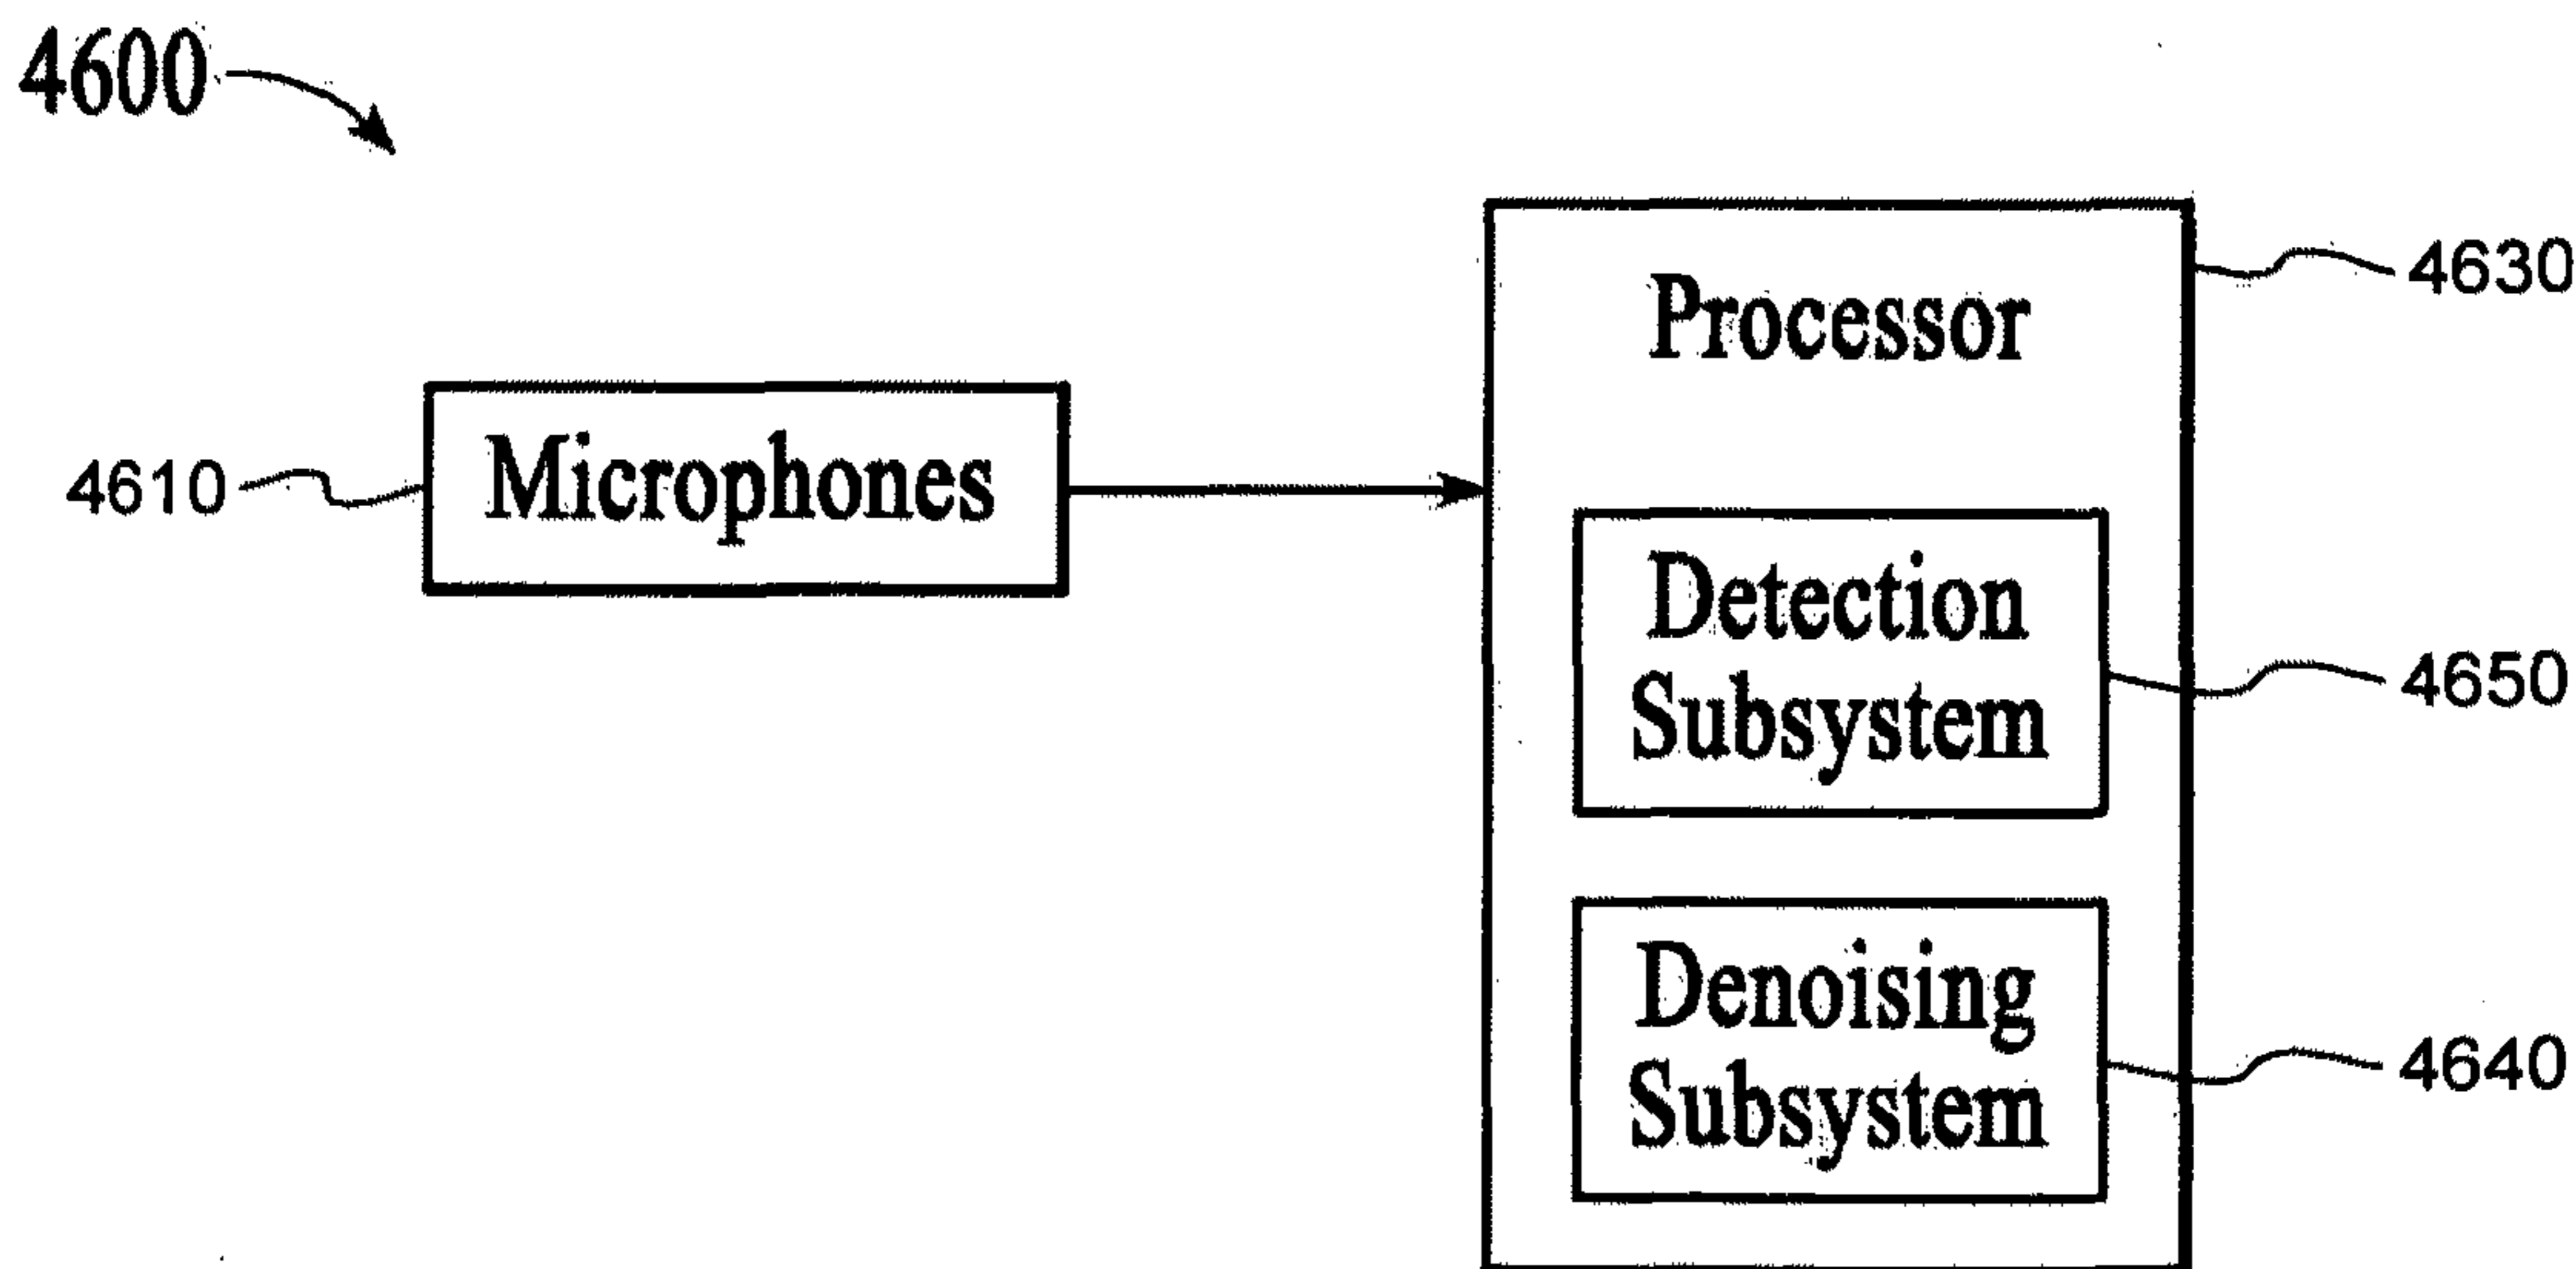 4600
Processor
4630
Microphones
4610
Detection
Subsystem
4650
Denoising
Subsystem
4640